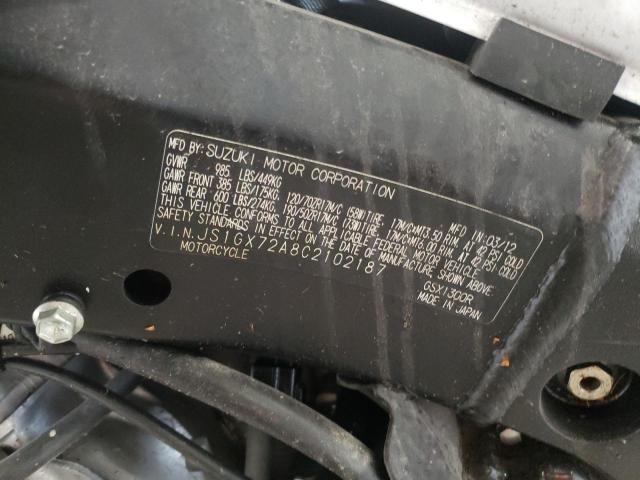 MFD BY: SUZUKI MOTOR CORPORATION
GVWR : 985 LBS/449KG MFD IN: 03/12
GAWR FRONT 385 LBS/175KG, 120/70ZR17M/C (58W)TIRE, 17M/CxMT3.50 RIM, AT 42 PSI COLD
GAWR REAR : 600 LBS/274KG, 190/50ZR17M/C (73W)TIRE, 17M/CxMT6.00 RIM, AT 42 PSI COLD
THIS VEHICLE CONFORMS TO ALL APPLICABLE FEDERAL MOTOR VEHICLE
SAFETY STANDARDS IN EFFECT ON THE DATE OF MANUFACTURE SHOWN ABOVE.
V.I.N. JS1GX72A8C2102187 GSX1300R
MOTORCYCLE MADE IN JAPAN